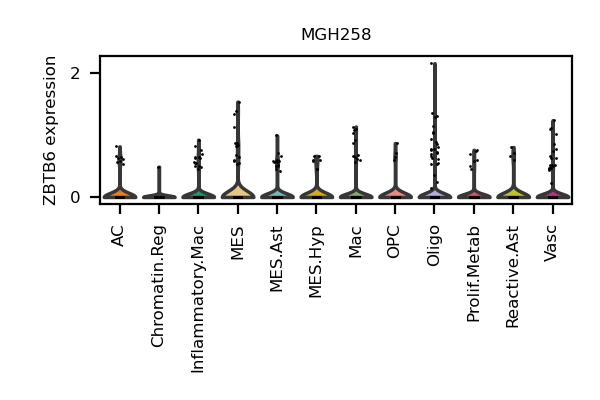 MGH258
ZBTB6 expression
2
0
AC
Chromatin.Reg
Inflammatory.Mac
MES
MES.Ast
MES.Hyp
Mac
OPC
Oligo
Prolif.Metab
Reactive.Ast
Vasc